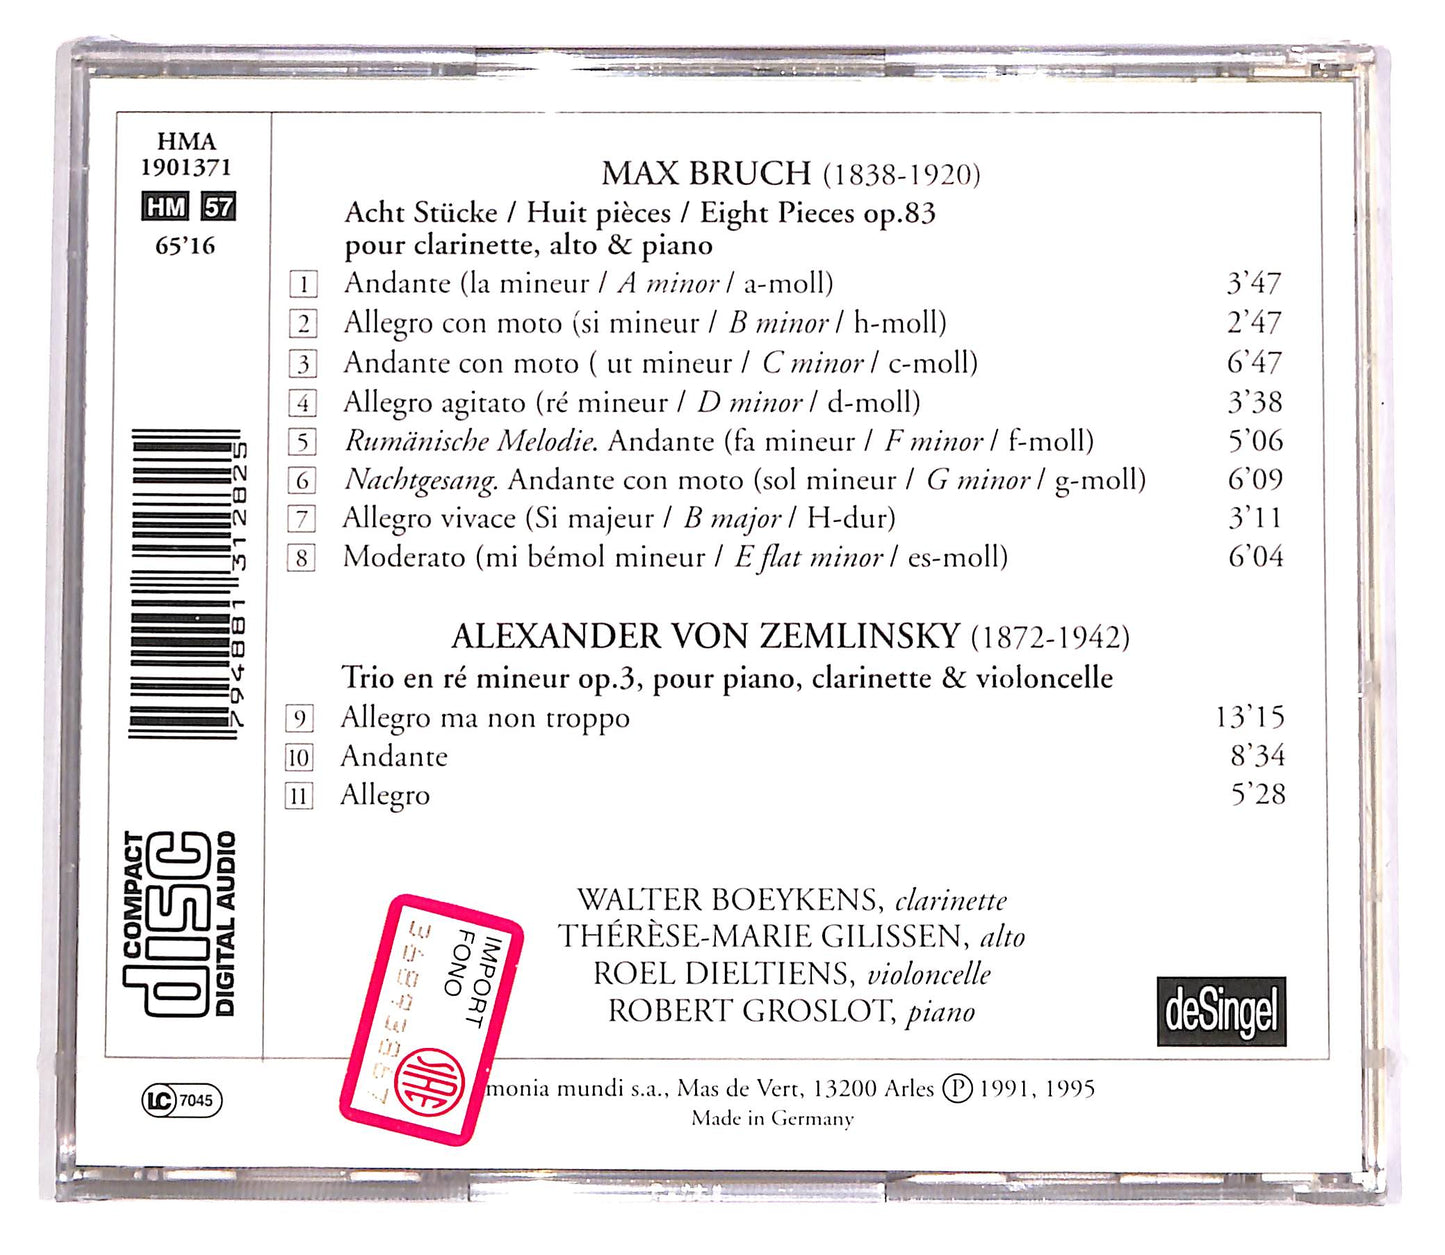 HMA
1901371
HM 57
65'16
MAX BRUCH (1838-1920)
Acht Stücke / Huit pièces / Eight Pieces op.83
pour clarinette, alto & piano
1 Andante (la mineur / A minor / a-moll) 3'47
2 Allegro con moto (si mineur / B minor / h-moll) 2'47
3 Andante con moto ( ut mineur / C minor / c-moll) 6'47
4 Allegro agitato (ré mineur / D minor / d-moll) 3'38
5 Rumänische Melodie. Andante (fa mineur / F minor / f-moll) 5'06
6 Nachtgesang. Andante con moto (sol mineur / G minor / g-moll) 6'09
7 Allegro vivace (Si majeur / B major / H-dur) 3'11
8 Moderato (mi bémol mineur / E flat minor / es-moll) 6'04
ALEXANDER VON ZEMLINSKY (1872-1942)
Trio en ré mineur op.3, pour piano, clarinette & violoncelle
9 Allegro ma non troppo 13'15
10 Andante 8'34
11 Allegro 5'28
WALTER BOEYKENS, clarinette
THÉRÈSE-MARIE GILISSEN, alto
ROEL DIELTIENS, violoncelle
ROBERT GROSLOT, piano
deSingel
794881 312825
COMPACT
disc
DIGITAL AUDIO
IMPORT
FONO
SIAE
LC 7045
monia mundi s.a., Mas de Vert, 13200 Arles Ⓟ 1991, 1995
Made in Germany